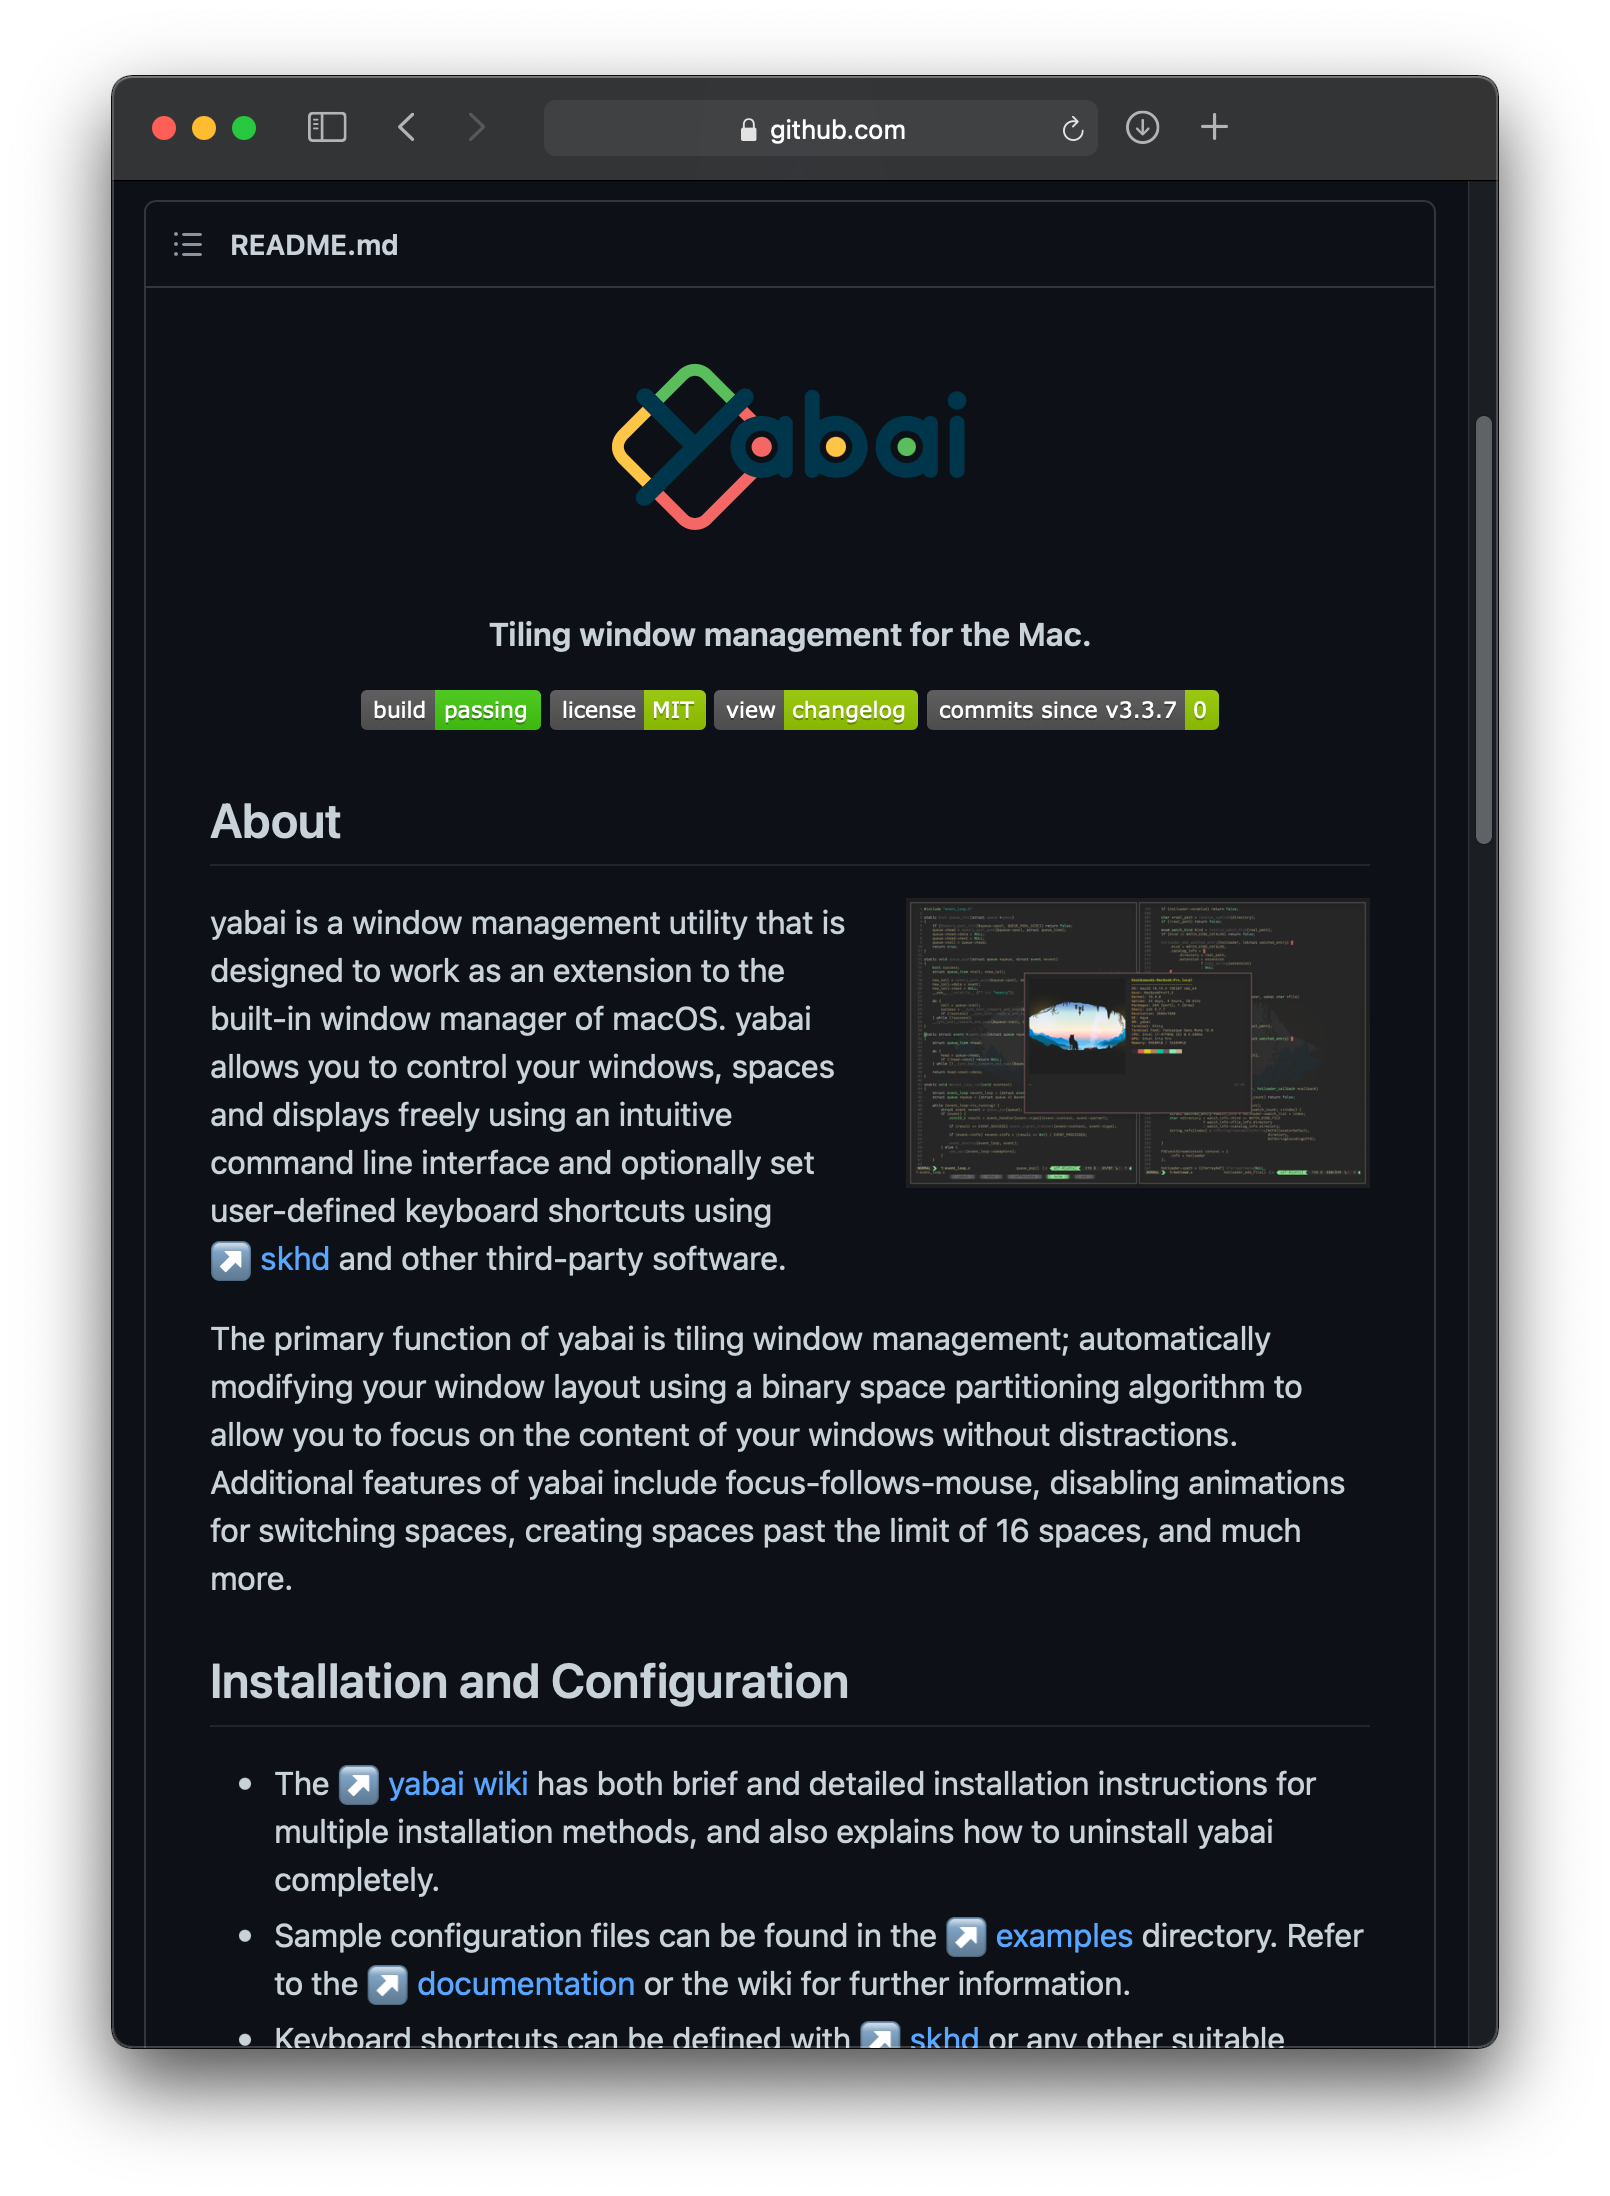 github.com
README.md
Yabai
Tiling window management for the Mac.
build passing license MIT view changelog commits since v3.3.7 0
About
yabai is a window management utility that is
designed to work as an extension to the
built-in window manager of macOS. yabai
allows you to control your windows, spaces
and displays freely using an intuitive
command line interface and optionally set
user-defined keyboard shortcuts using
skhd and other third-party software.
The primary function of yabai is tiling window management; automatically
modifying your window layout using a binary space partitioning algorithm to
allow you to focus on the content of your windows without distractions.
Additional features of yabai include focus-follows-mouse, disabling animations
for switching spaces, creating spaces past the limit of 16 spaces, and much
more.
Installation and Configuration
The yabai wiki has both brief and detailed installation instructions for
multiple installation methods, and also explains how to uninstall yabai
completely.
Sample configuration files can be found in the examples directory. Refer
to the documentation or the wiki for further information.
Keyboard shortcuts can be defined with skhd or any other suitable